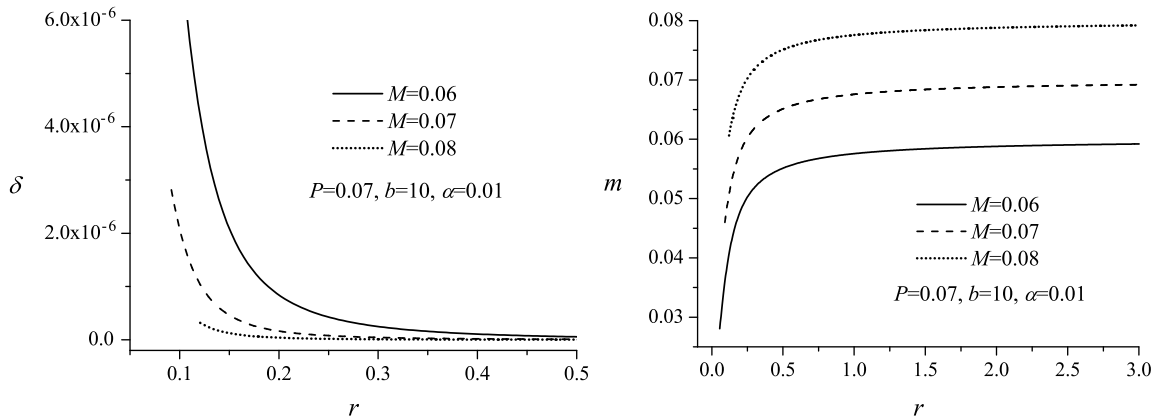 6.0x10⁻⁶
4.0x10⁻⁶
2.0x10⁻⁶
0.0
δ
M=0.06
M=0.07
M=0.08
P=0.07, b=10, α=0.01
0.1 0.2 0.3 0.4 0.5
r
0.08
0.07
0.06
0.05
0.04
0.03
m
M=0.06
M=0.07
M=0.08
P=0.07, b=10, α=0.01
0.0 0.5 1.0 1.5 2.0 2.5 3.0
r